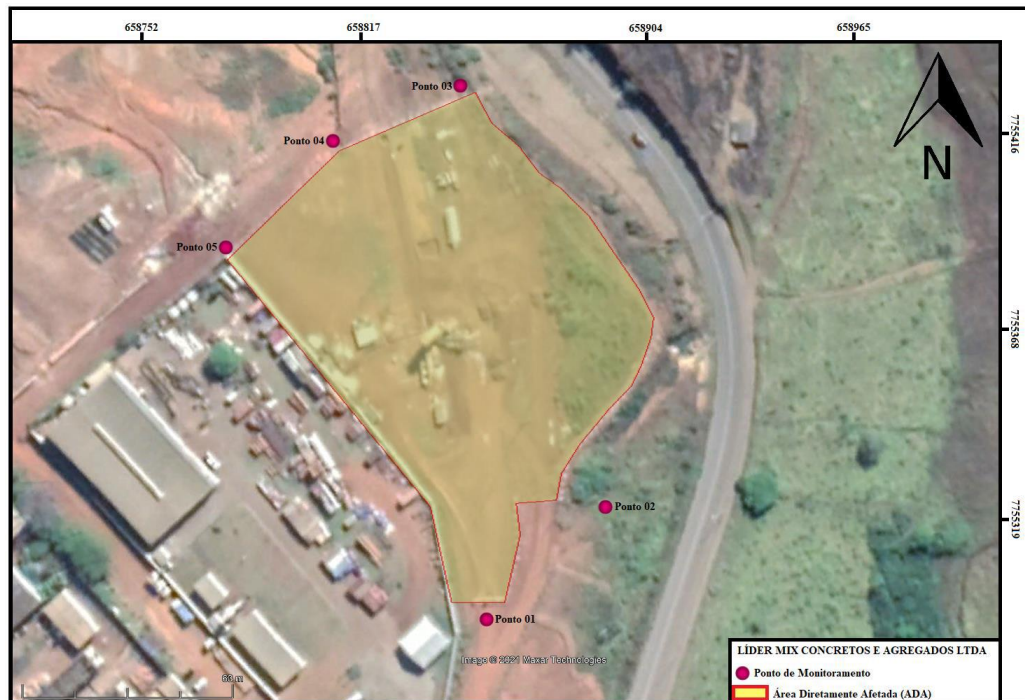 658752 658817 658904 658965
Ponto 03
Ponto 04
7755416
N
Ponto 05
7755368
Ponto 02
7755319
Ponto 01
Image © 2021 Maxar Technologies
63 m
LÍDER MIX CONCRETOS E AGREGADOS LTDA
Ponto de Monitoramento
Área Diretamente Afetada (ADA)